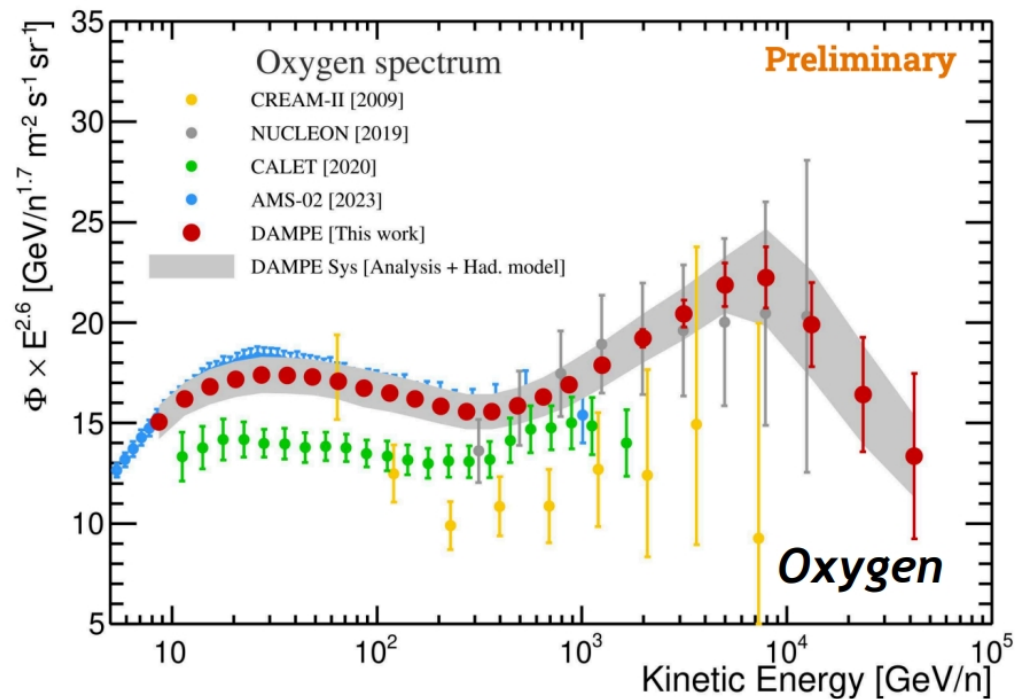 35
30
25
20
15
10
5
Φ × E^2.6 [GeV/n^1.7 m^-2 s^-1 sr^-1]
Preliminary
Oxygen spectrum
CREAM-II [2009]
NUCLEON [2019]
CALET [2020]
AMS-02 [2023]
DAMPE [This work]
DAMPE Sys [Analysis + Had. model]
Oxygen
10 10^2 10^3 10^4 10^5
Kinetic Energy [GeV/n]